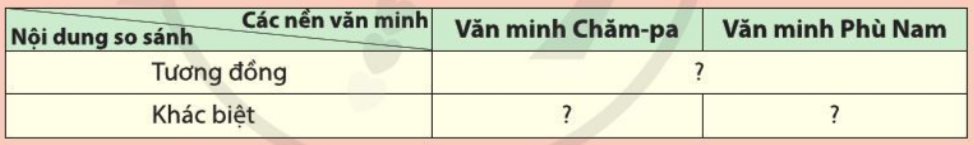 Các nền văn minh
Nội dung so sánh
Văn minh Chăm-pa
Văn minh Phù Nam
Tương đồng
?
Khác biệt
?
?